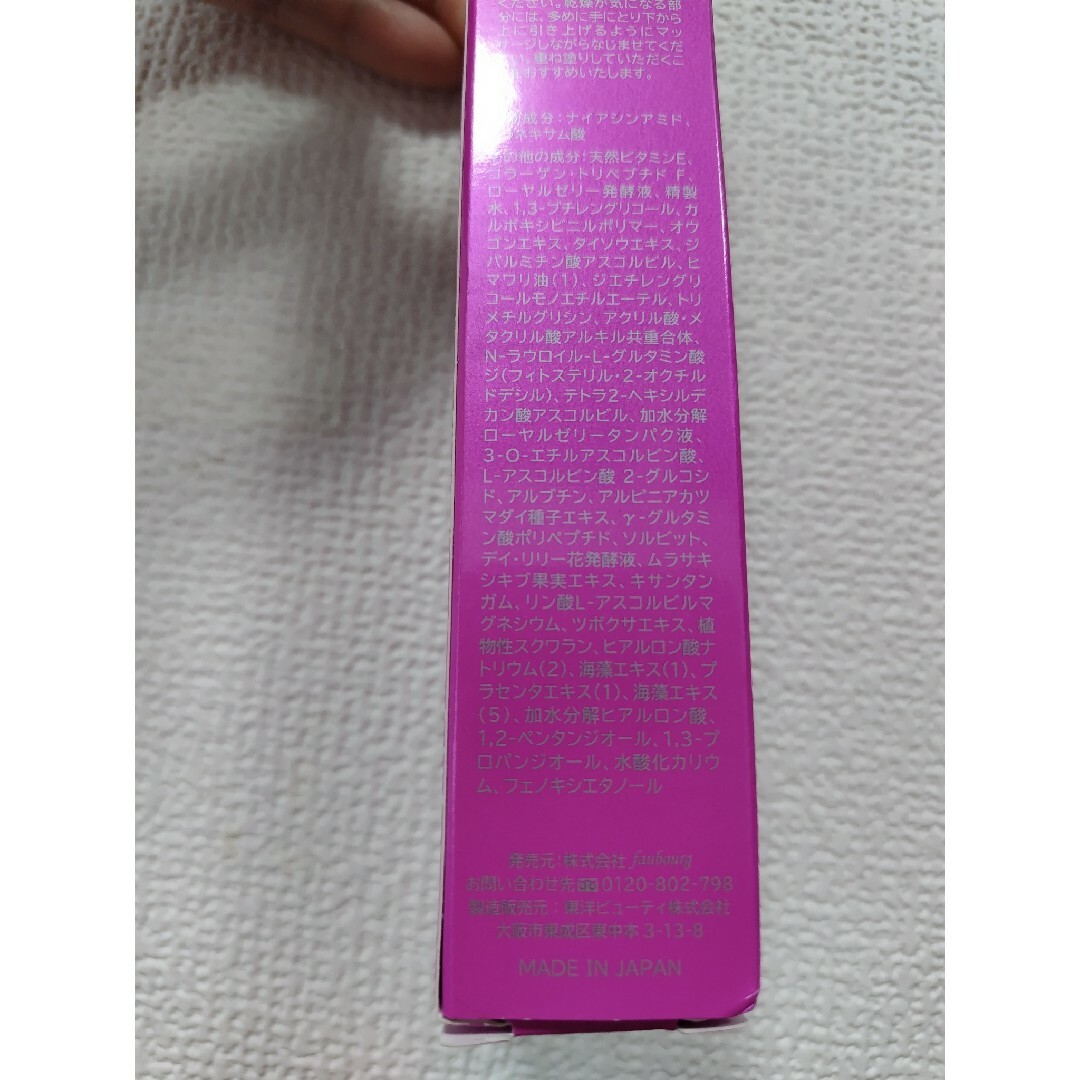 ください。乾燥が気になる部
分には、多めに手にとり下から
上に引き上げるようにマッ
サージしながらなじませてくだ
い。重ね塗りしていただくこ
おすすめいたします。
成分：ナイアシンアミド、
ネキサム酸
の他の成分：天然ビタミンE、
コラーゲン・トリペプチド F、
ローヤルゼリー発酵液、精製
水、1,3-ブチレングリコール、カ
ルボキシビニルポリマー、オウ
ゴンエキス、タイソウエキス、ジ
パルミチン酸アスコルビル、ヒ
マワリ油(1)、ジエチレングリ
コールモノエチルエーテル、トリ
メチルグリシン、アクリル酸・メ
タクリル酸アルキル共重合体、
N-ラウロイル-L-グルタミン酸
ジ(フィトステリル・2-オクチル
ドデシル)、テトラ2-ヘキシルデ
カン酸アスコルビル、加水分解
ローヤルゼリータンパク液、
3-O-エチルアスコルビン酸、
L-アスコルビン酸 2-グルコシ
ド、アルブチン、アルピニアカツ
マダイ種子エキス、γ-グルタミ
ン酸ポリペプチド、ソルビット、
デイ・リリー花発酵液、ムラサキ
シキブ果実エキス、キサンタン
ガム、リン酸L-アスコルビルマ
グネシウム、ツボクサエキス、植
物性スクワラン、ヒアルロン酸ナ
トリウム(2)、海藻エキス(1)、プ
ラセンタエキス(1)、海藻エキス
(5)、加水分解ヒアルロン酸、
1,2-ペンタンジオール、1,3-プ
ロパンジオール、水酸化カリウ
ム、フェノキシエタノール
発売元：株式会社 faubourg
お問い合わせ先 0120-802-798
製造販売元：東洋ビューティ株式会社
大阪市東成区東中本 3-13-8
MADE IN JAPAN